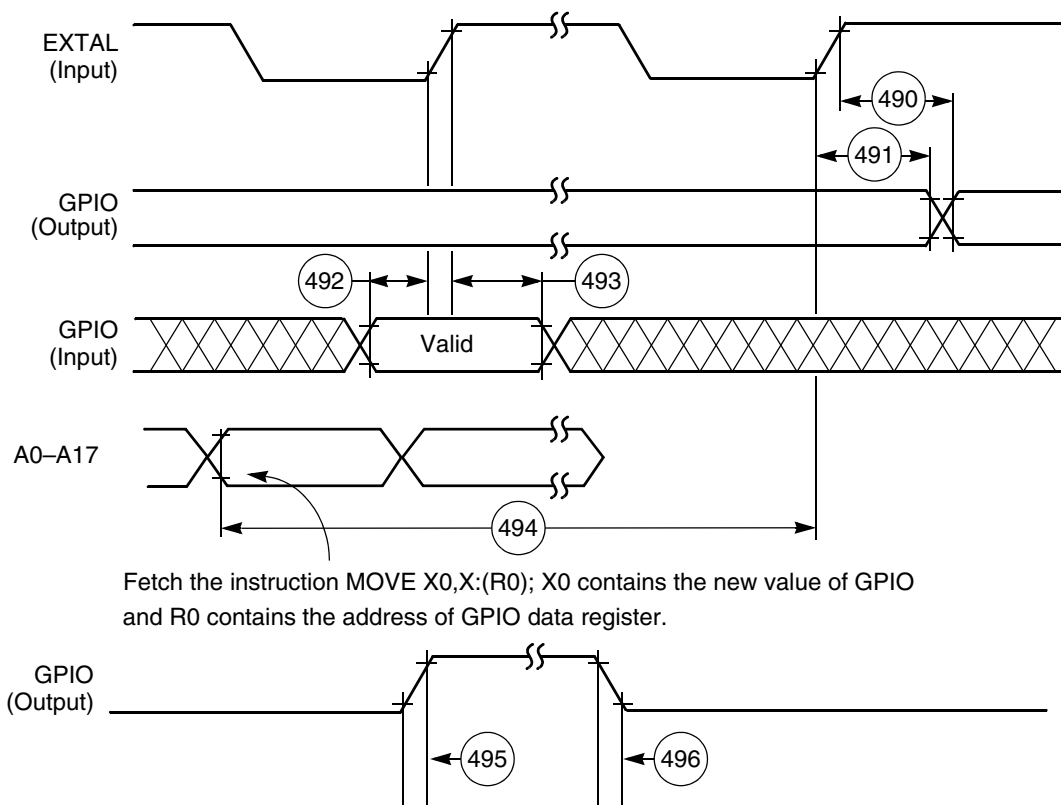 EXTAL
(Input)
490
491
GPIO
(Output)
492
493
GPIO
(Input)
Valid
A0–A17
494
Fetch the instruction MOVE X0,X:(R0); X0 contains the new value of GPIO
and R0 contains the address of GPIO data register.
GPIO
(Output)
495
496